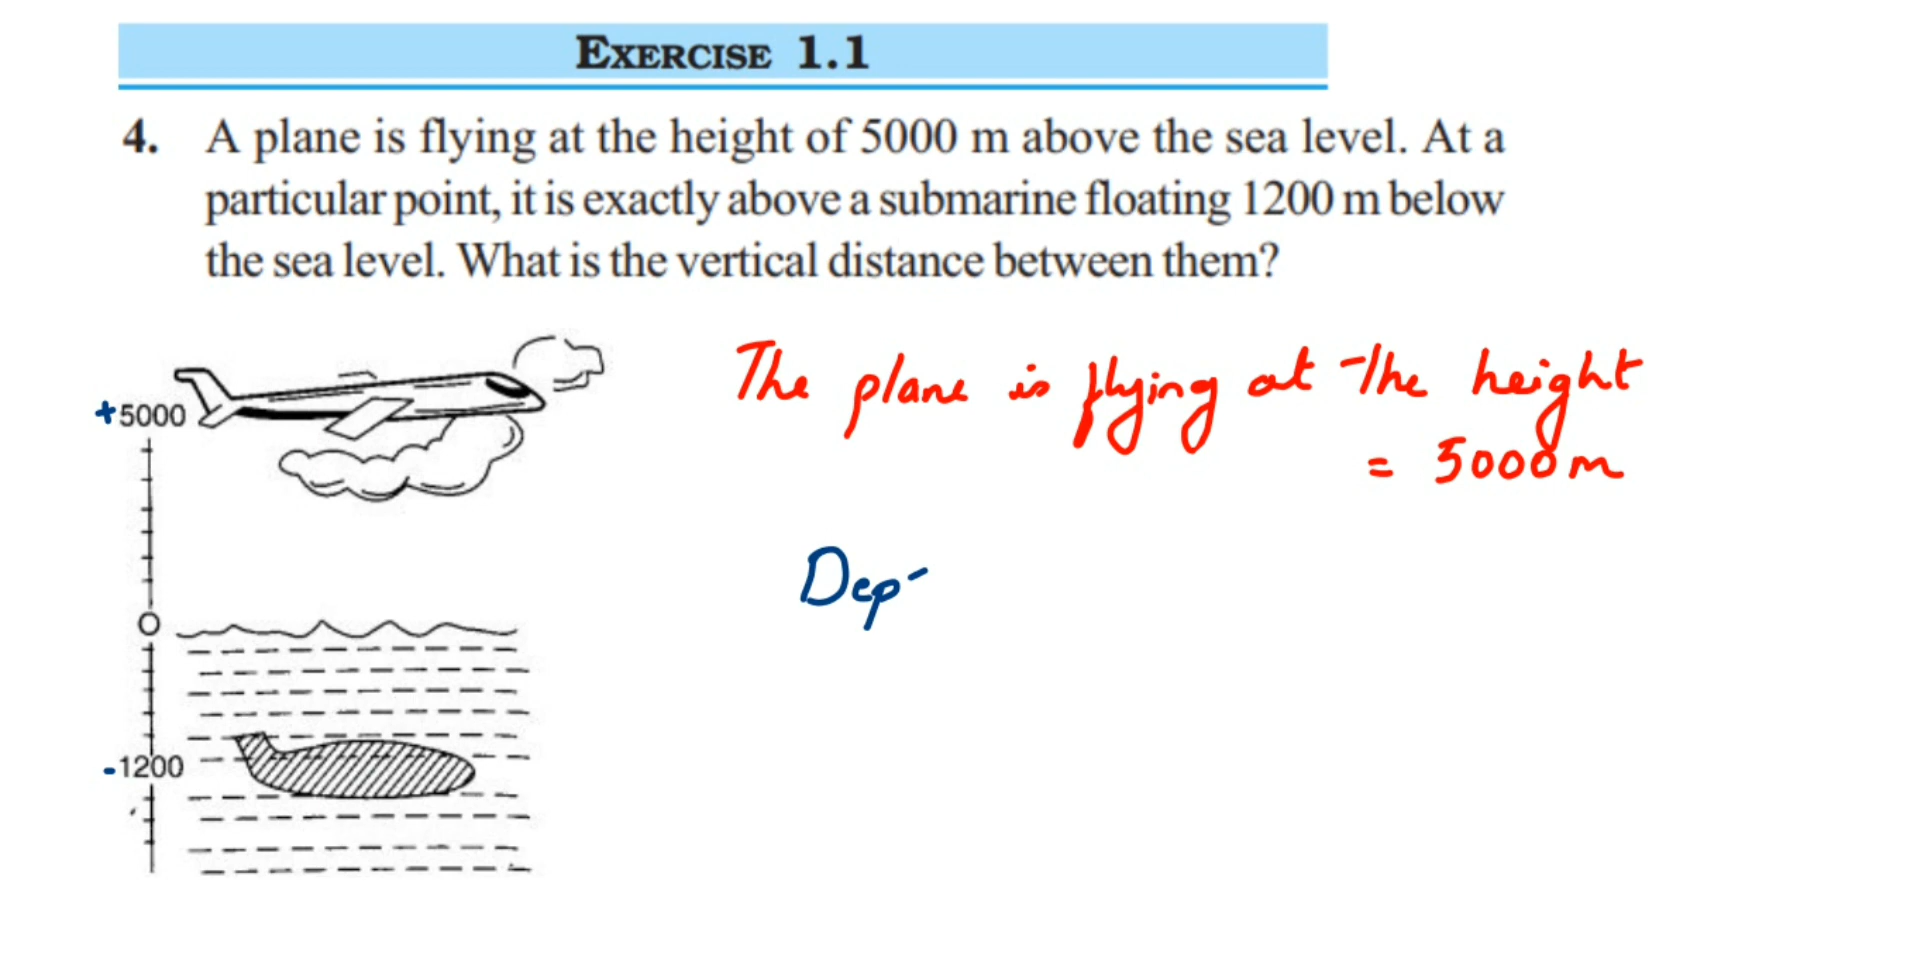 EXERCISE 1.1
4. A plane is flying at the height of 5000 m above the sea level. At a
particular point, it is exactly above a submarine floating 1200 m below
the sea level. What is the vertical distance between them?
The plane is flying at the height
= 5000m
+5000
Dep
0
-1200